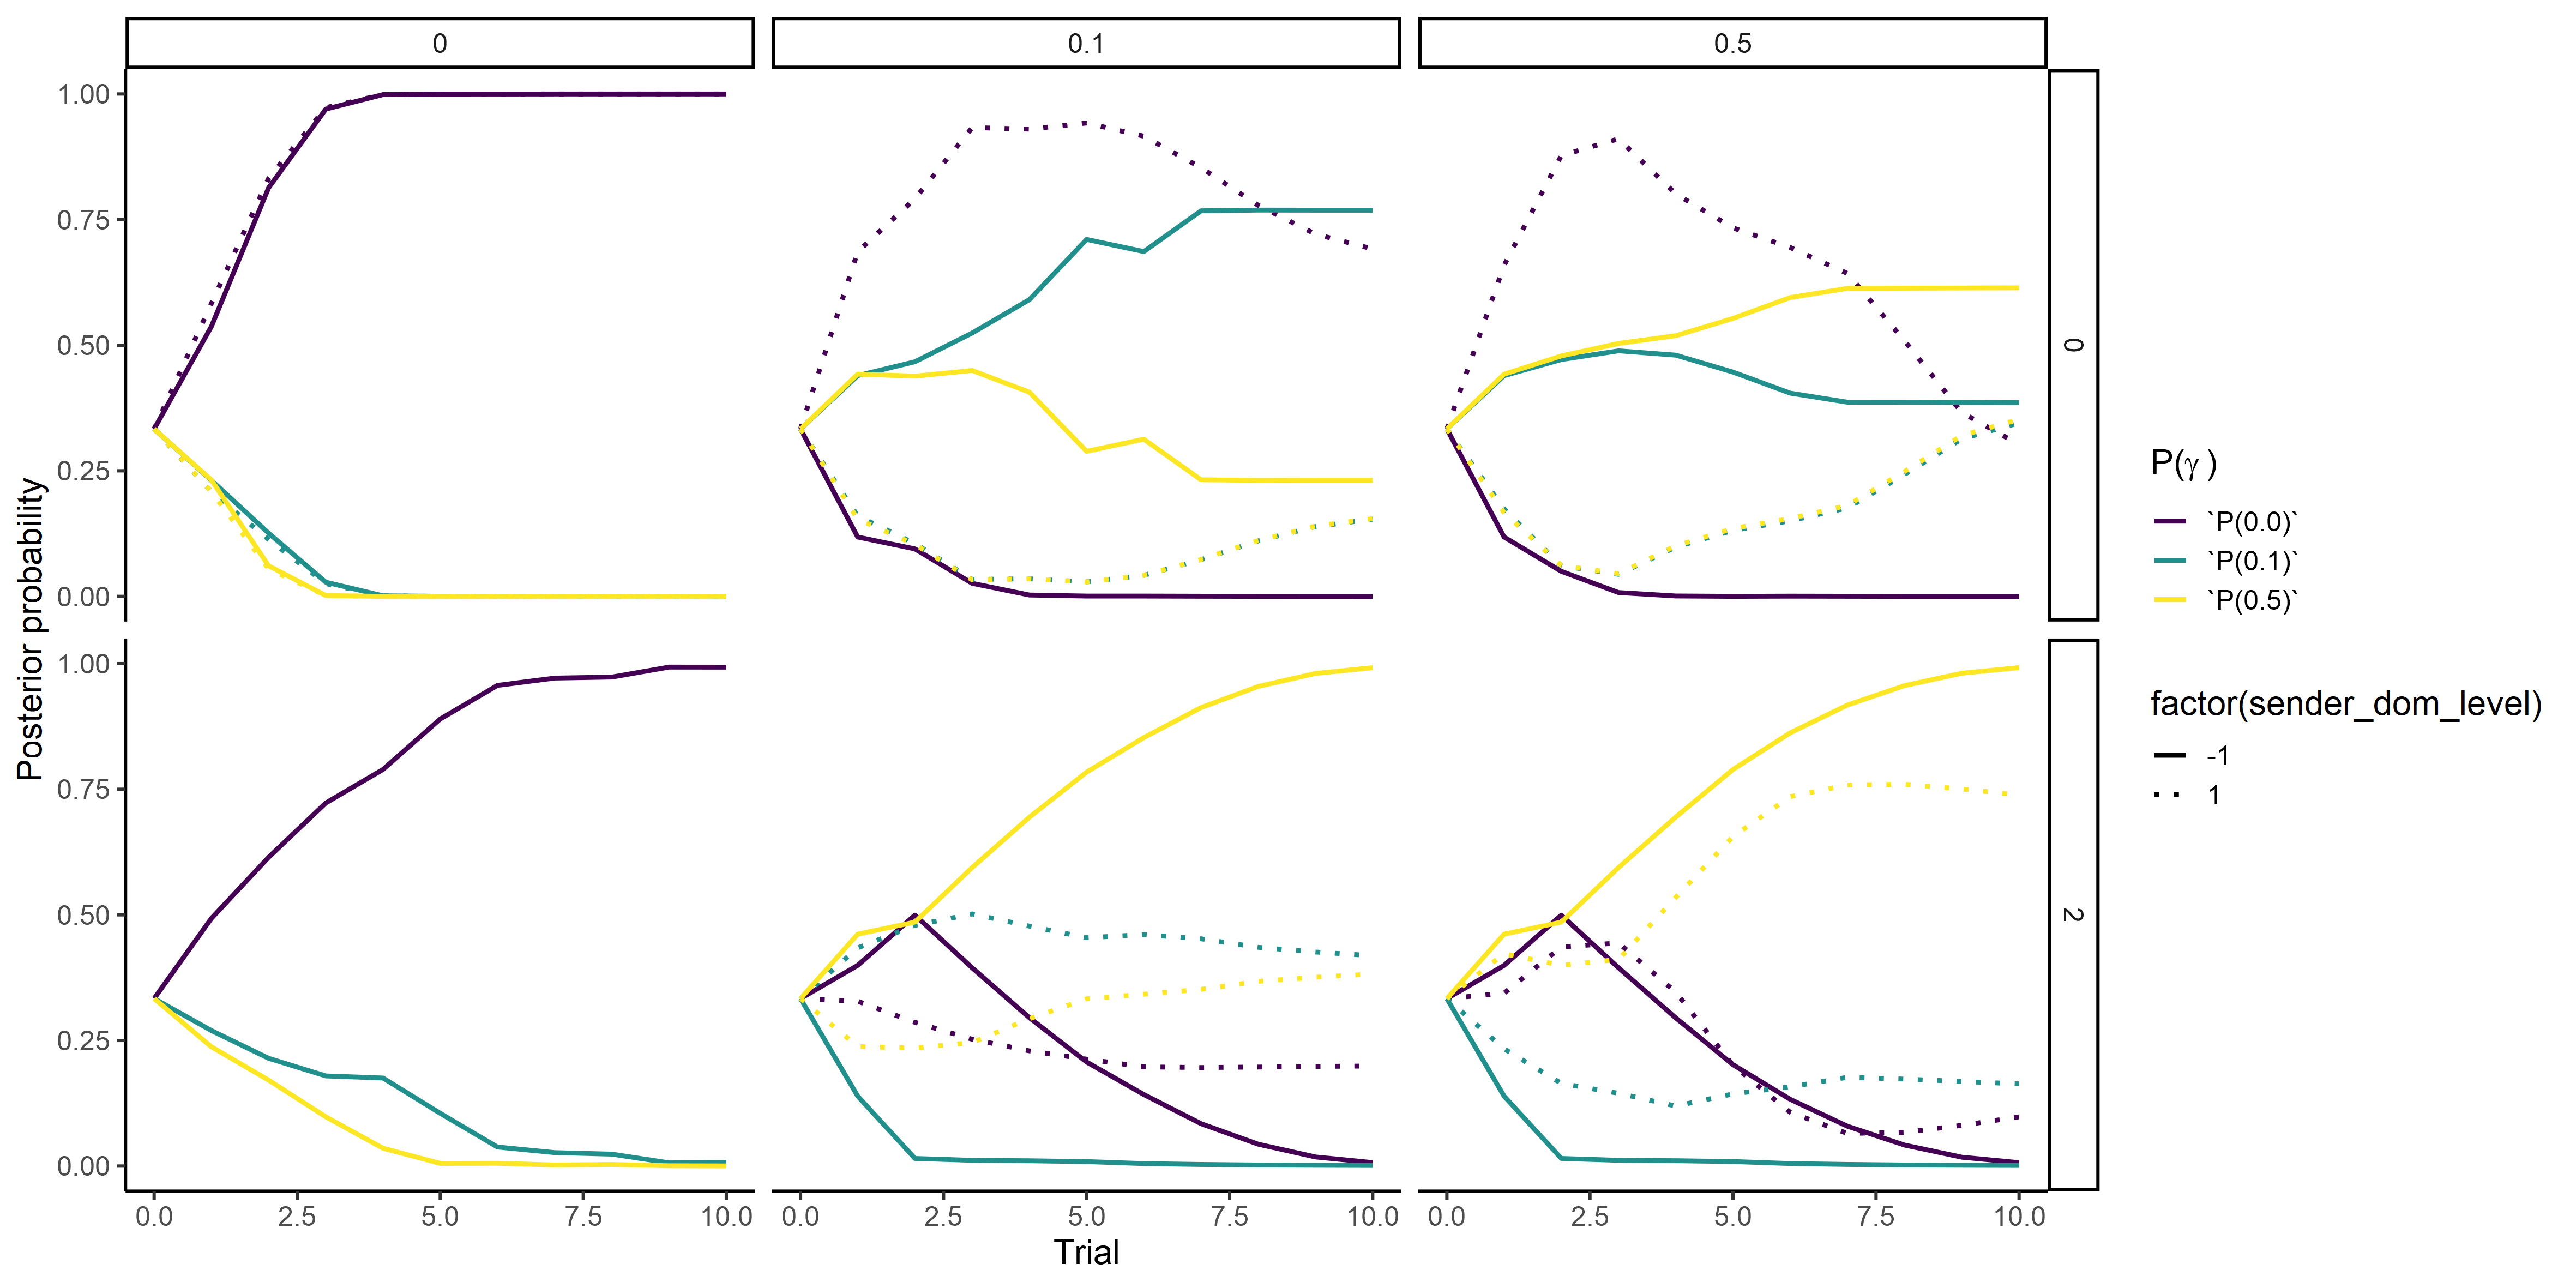 0
0.1
0.5
1.00
0.75
0.50
0.25
0.00
0
1.00
0.75
0.50
0.25
0.00
2
0.0 2.5 5.0 7.5 10.0
0.0 2.5 5.0 7.5 10.0
0.0 2.5 5.0 7.5 10.0
Trial
Posterior probability
P(γ)
`P(0.0)`
`P(0.1)`
`P(0.5)`
factor(sender_dom_level)
-1
1